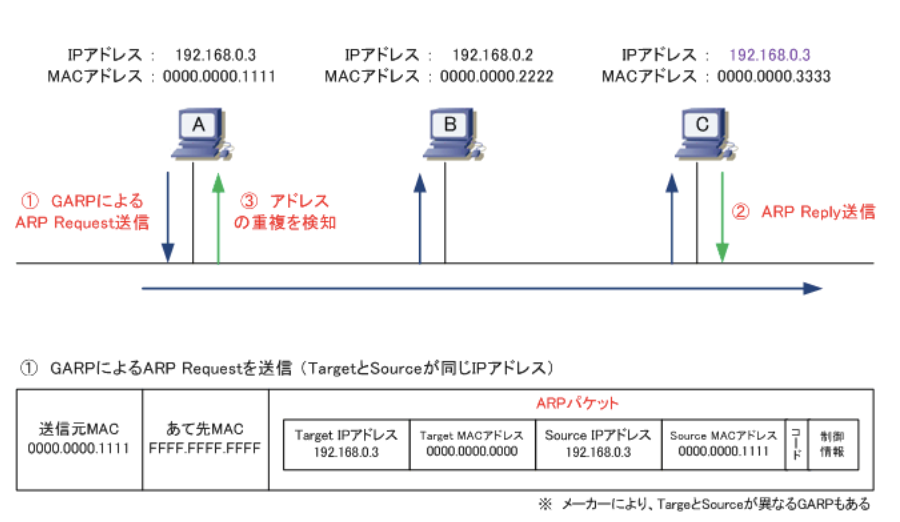 IPアドレス : 192.168.0.3
MACアドレス : 0000.0000.1111
IPアドレス : 192.168.0.2
MACアドレス : 0000.0000.2222
IPアドレス : 192.168.0.3
MACアドレス : 0000.0000.3333
A
B
C
① GARPによる
ARP Request送信
③ アドレス
の重複を検知
② ARP Reply送信
① GARPによるARP Requestを送信（TargetとSourceが同じIPアドレス）
送信元MAC
0000.0000.1111
あて先MAC
FFFF.FFFF.FFFF
ARPパケット
Target IPアドレス
192.168.0.3
Target MACアドレス
0000.0000.0000
Source IPアドレス
192.168.0.3
Source MACアドレス
0000.0000.1111
コード
制御
情報
※ メーカーにより、TargeとSourceが異なるGARPもある